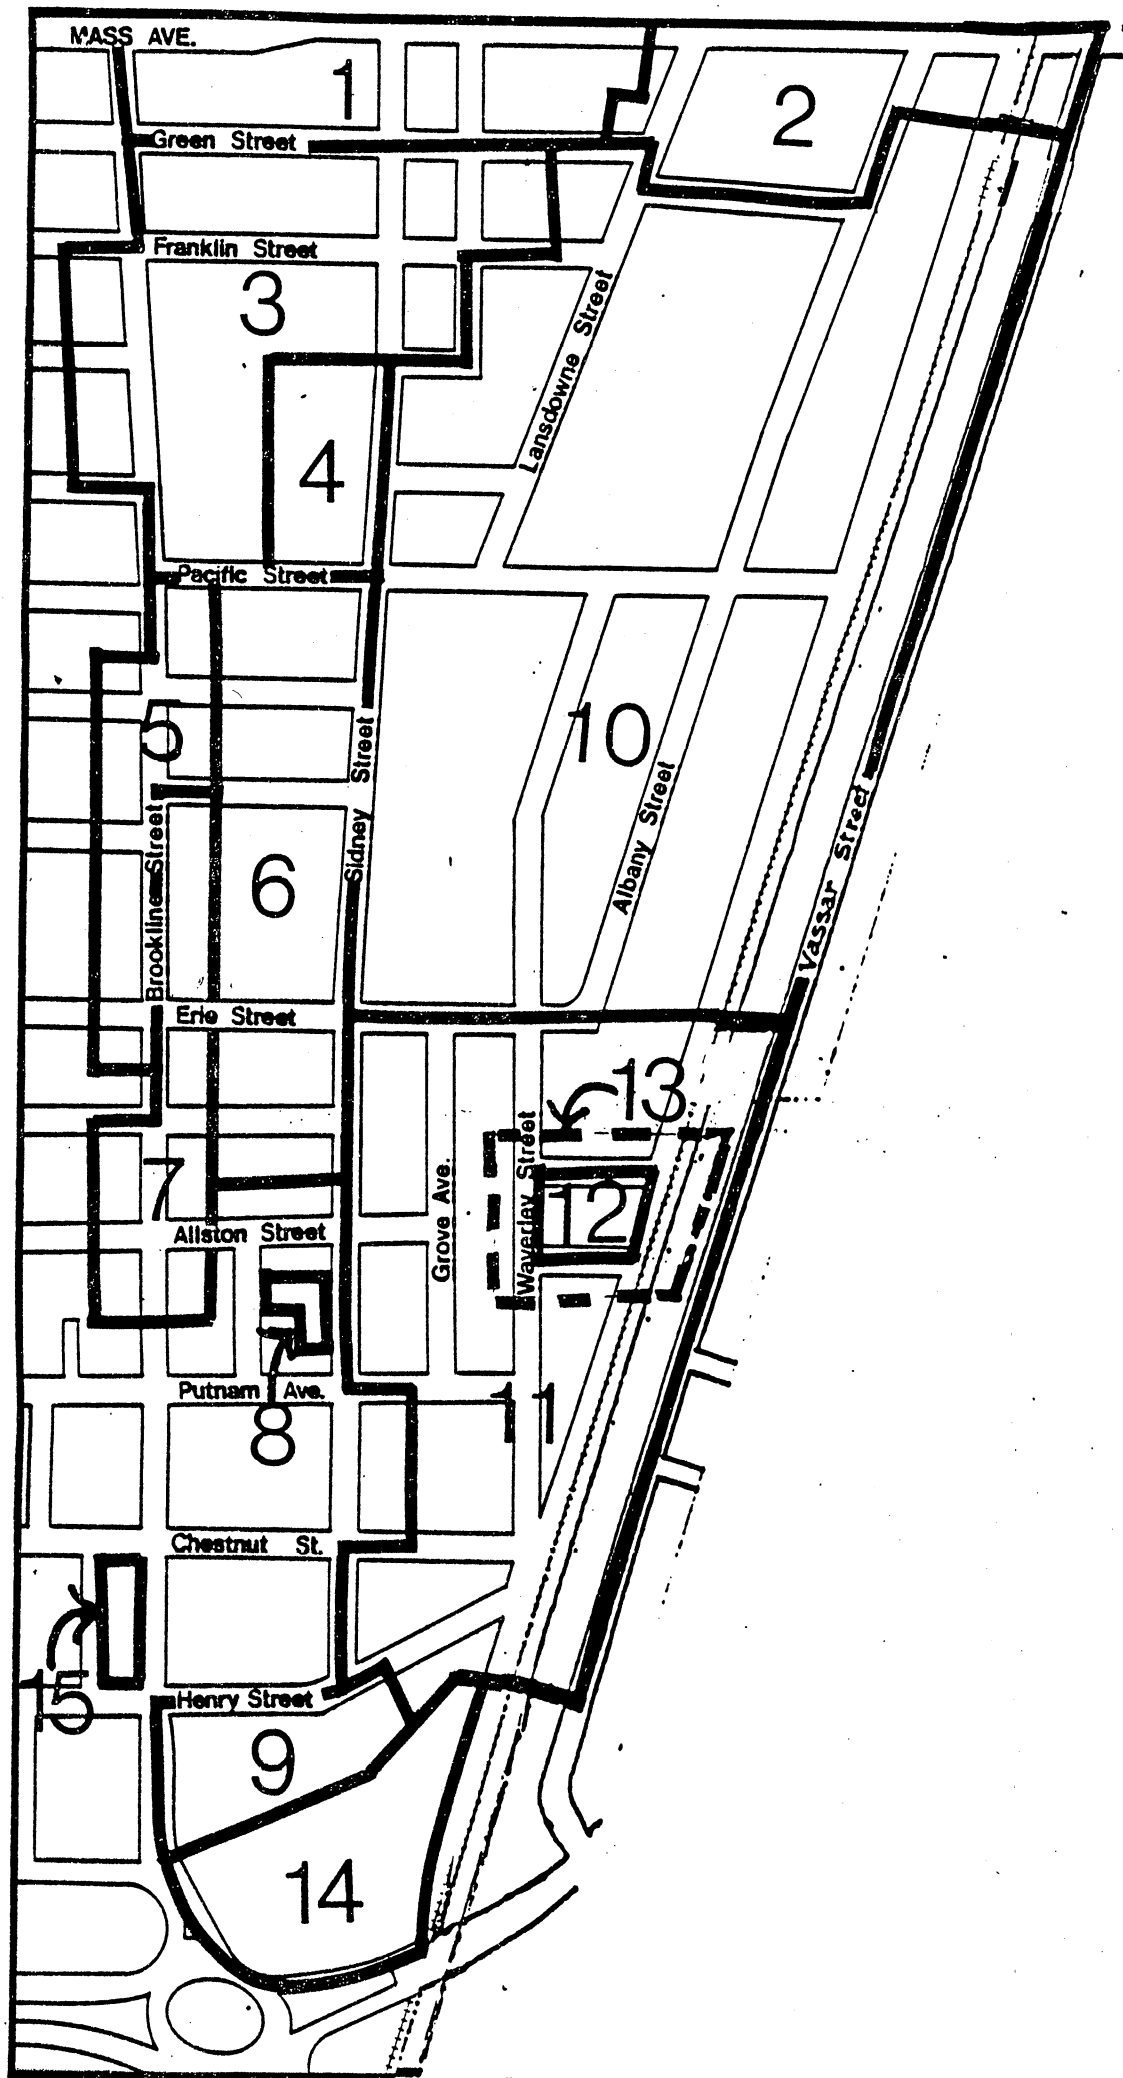 MASS AVE.
1
2
Green Street
Franklin Street
3
Lansdowne Street
4
Pacific Street
5
10
Sidney Street
Albany Street
Brookline Street
6
Vassar Street
Erie Street
13
7
Grove Ave.
Waverley Street
12
Allston Street
Putnam Ave.
8
11
Chestnut St.
15
Henry Street
9
14